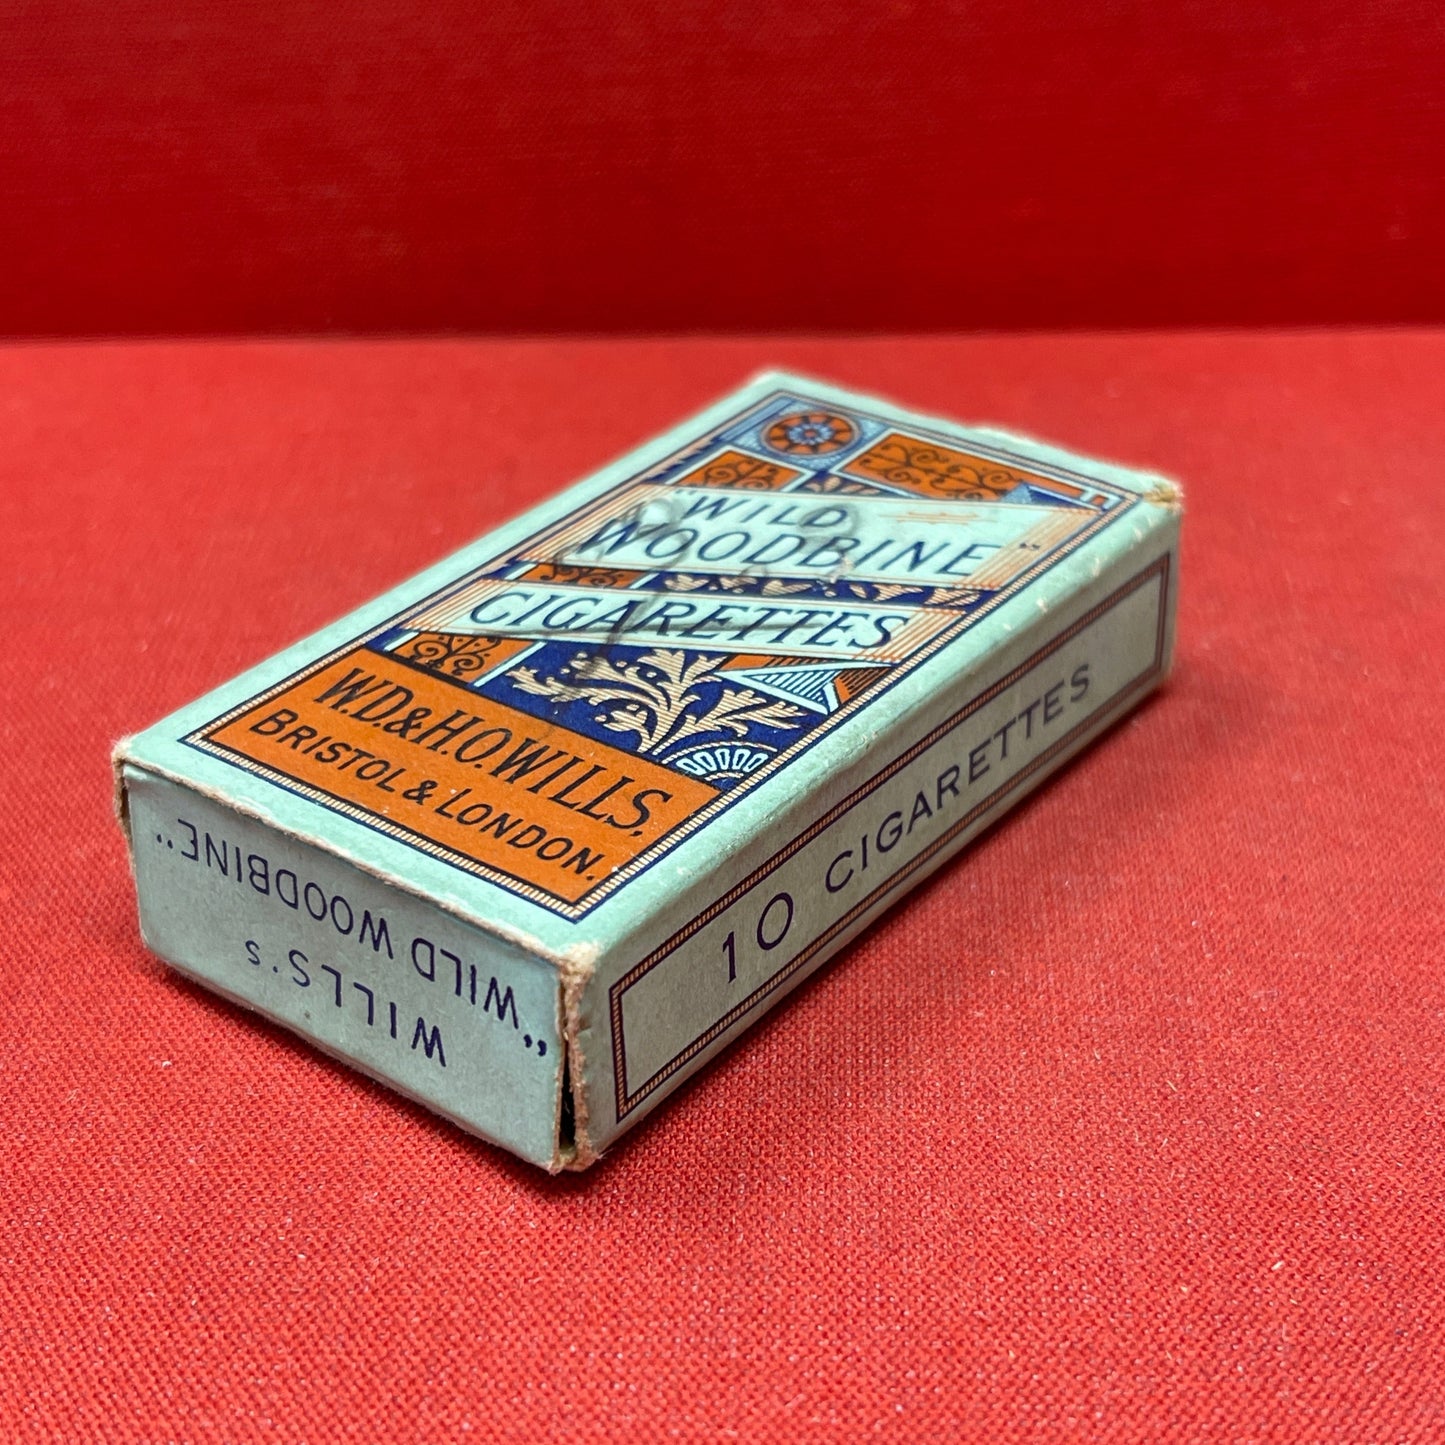 "WILD
WOODBINE"
CIGARETTES
W.D.& H.O. WILLS,
BRISTOL & LONDON.
10 CIGARETTES
WILLS'S
"WILD WOODBINE"